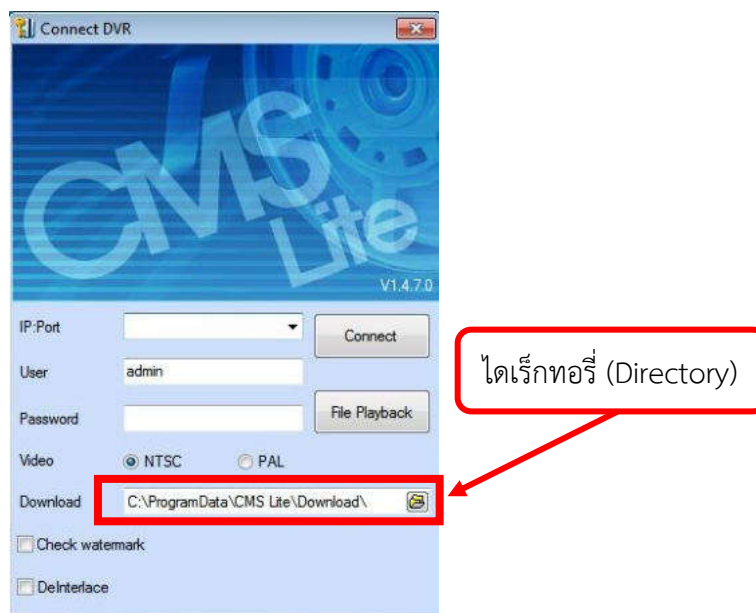 Connect DVR
CMS
Lite
V1.4.7.0
IP:Port
Connect
User admin
Password
File Playback
Video NTSC PAL
Download C:\ProgramData\CMS Lite\Download\
Check watermark
DeInterlace
ไดเร็กทอรี่ (Directory)